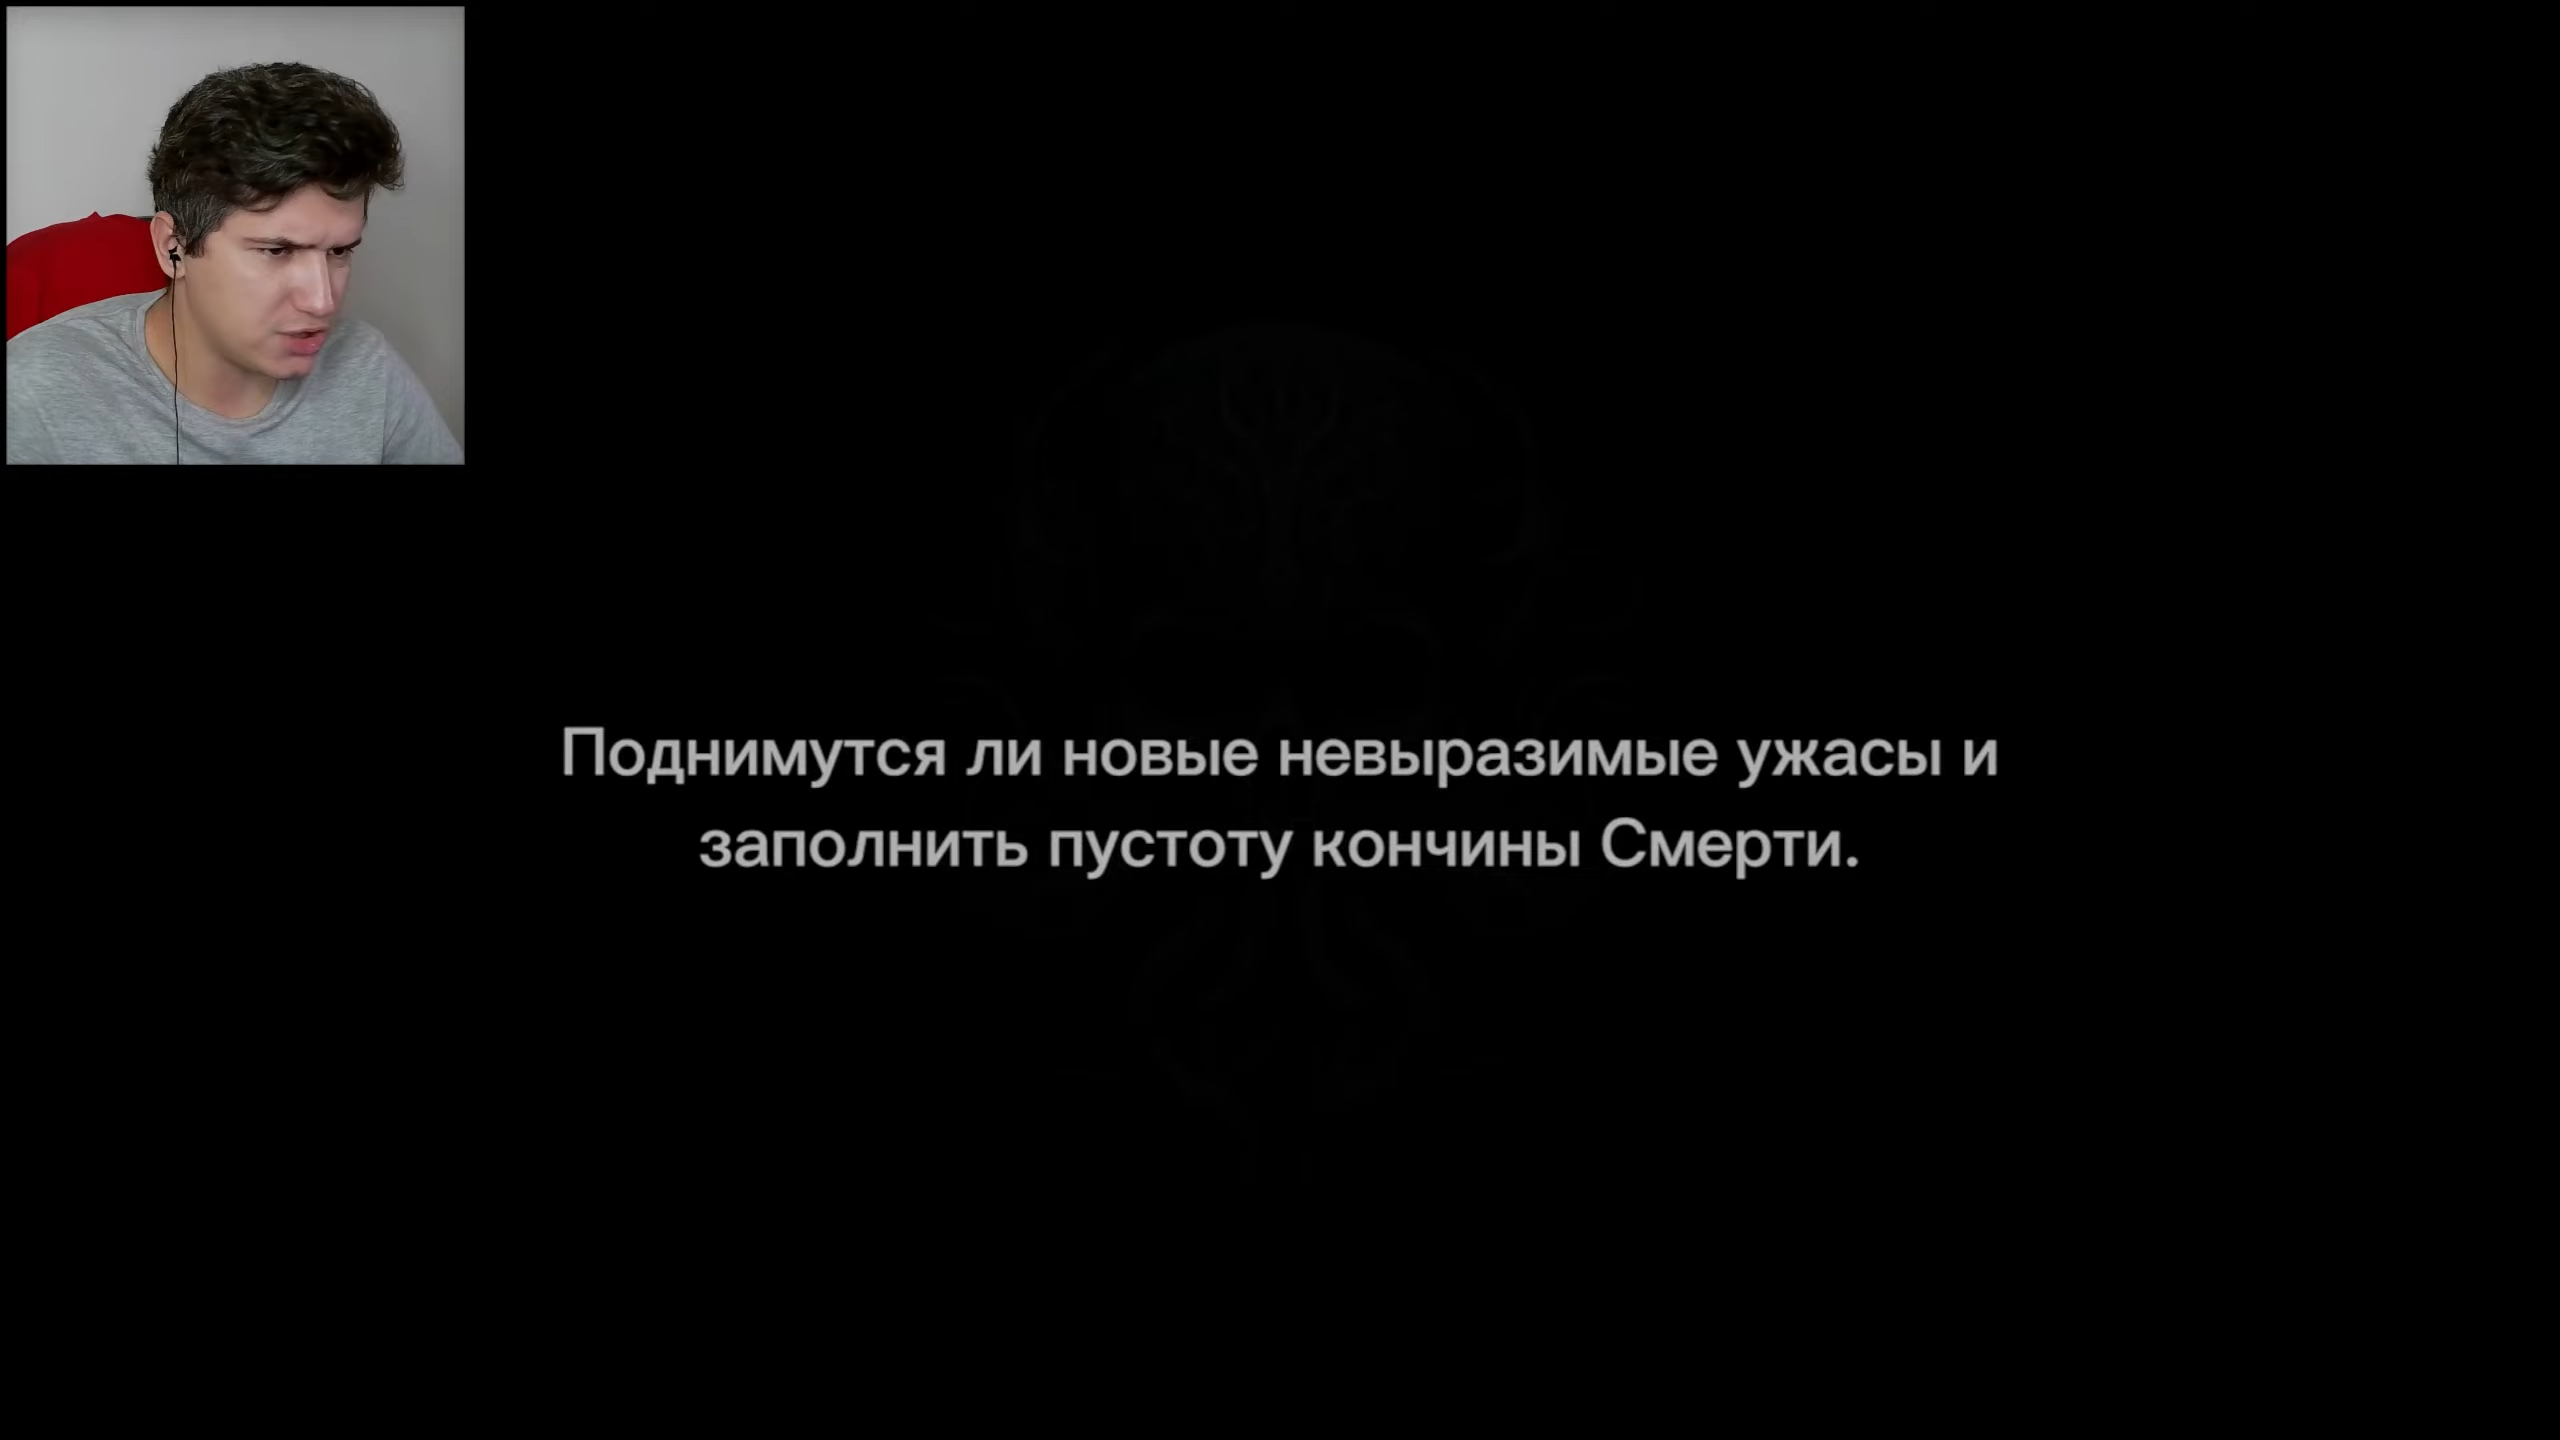 Поднимутся ли новые невыразимые ужасы и
заполнить пустоту кончины Смерти.